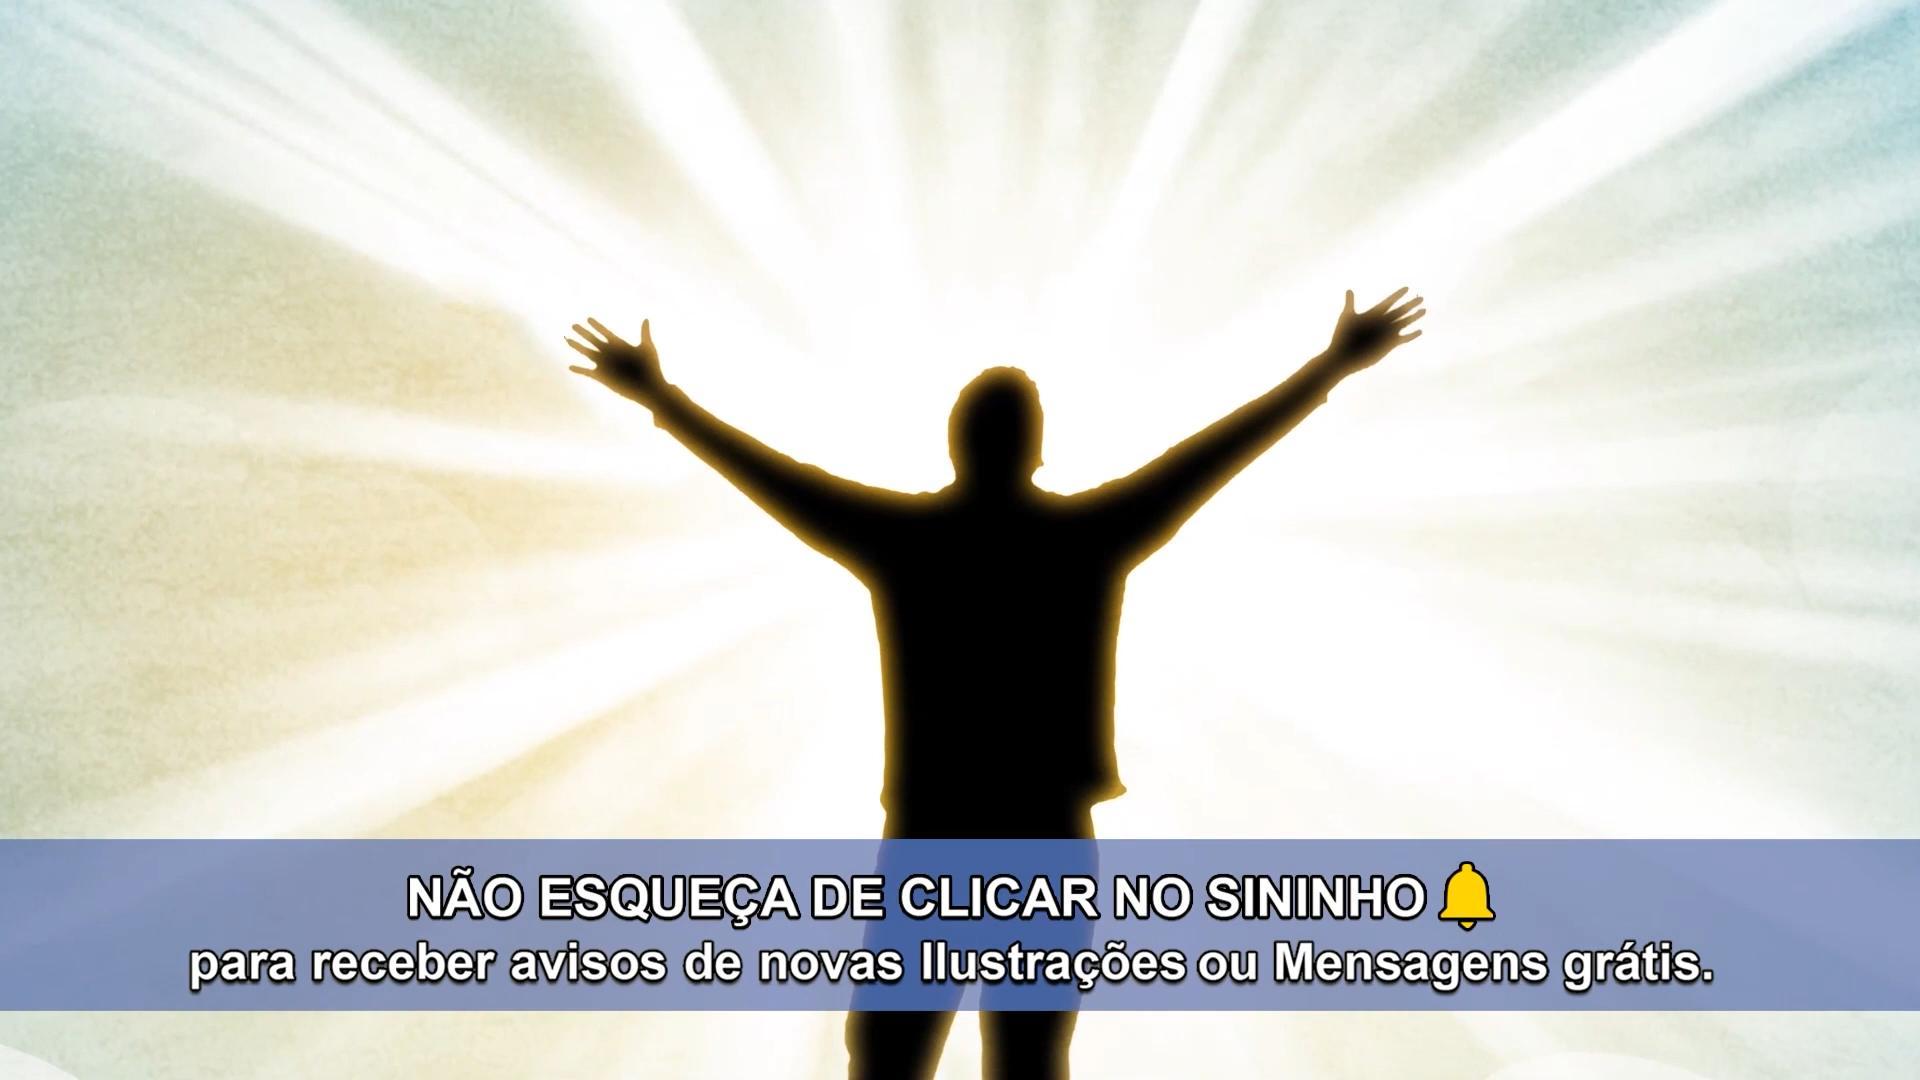 NÃO ESQUEÇA DE CLICAR NO SININHO
para receber avisos de novas Ilustrações ou Mensagens grátis.